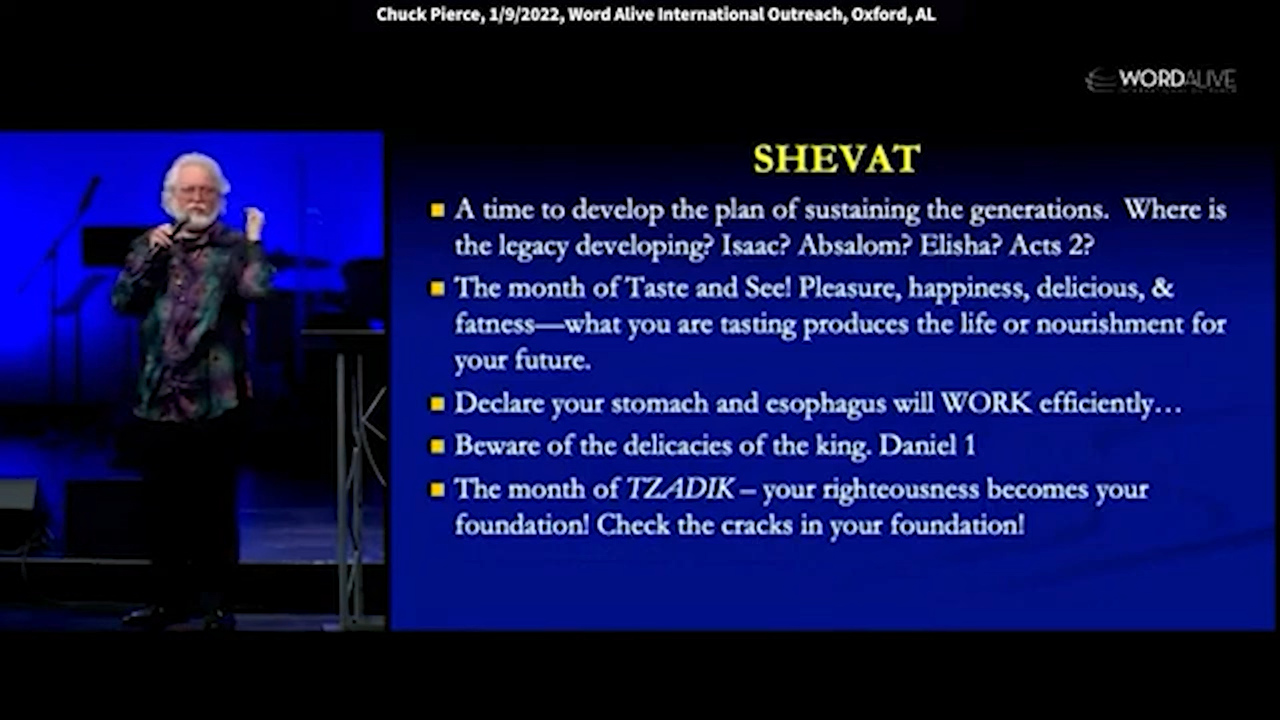 Chuck Pierce, 1/9/2022, Word Alive International Outreach, Oxford, AL
WORDALIVE
SHEVAT
A time to develop the plan of sustaining the generations. Where is
the legacy developing? Isaac? Absalom? Elisha? Acts 2?
The month of Taste and See! Pleasure, happiness, delicious, &
fatness—what you are tasting produces the life or nourishment for
your future.
Declare your stomach and esophagus will WORK efficiently…
Beware of the delicacies of the king. Daniel 1
The month of TZADIK – your righteousness becomes your
foundation! Check the cracks in your foundation!